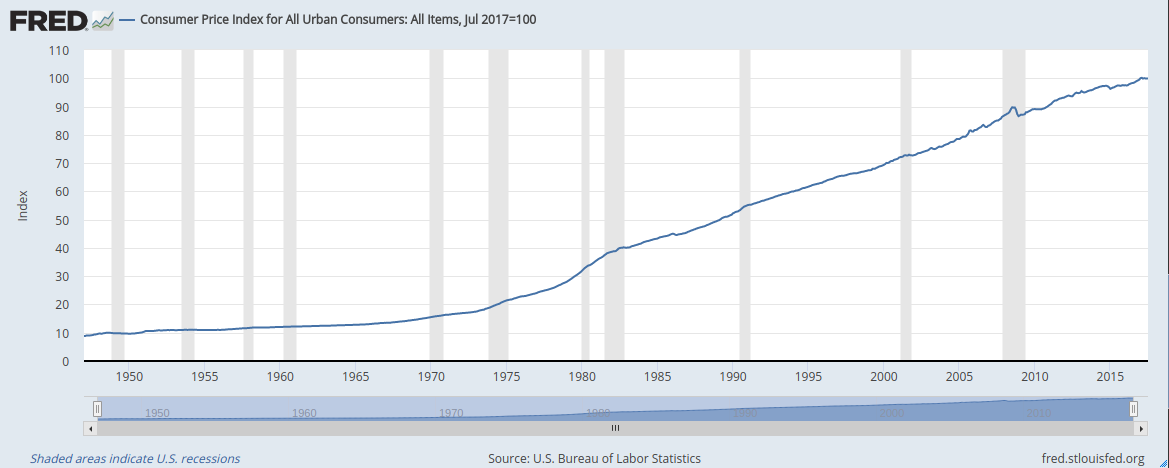 FRED
Consumer Price Index for All Urban Consumers: All Items, Jul 2017=100
110
100
90
80
70
60
50
40
30
20
10
0
Index
1950 1955 1960 1965 1970 1975 1980 1985 1990 1995 2000 2005 2010 2015
1950 1960 1970 1980 1990 2000 2010
Shaded areas indicate U.S. recessions
Source: U.S. Bureau of Labor Statistics
fred.stlouisfed.org